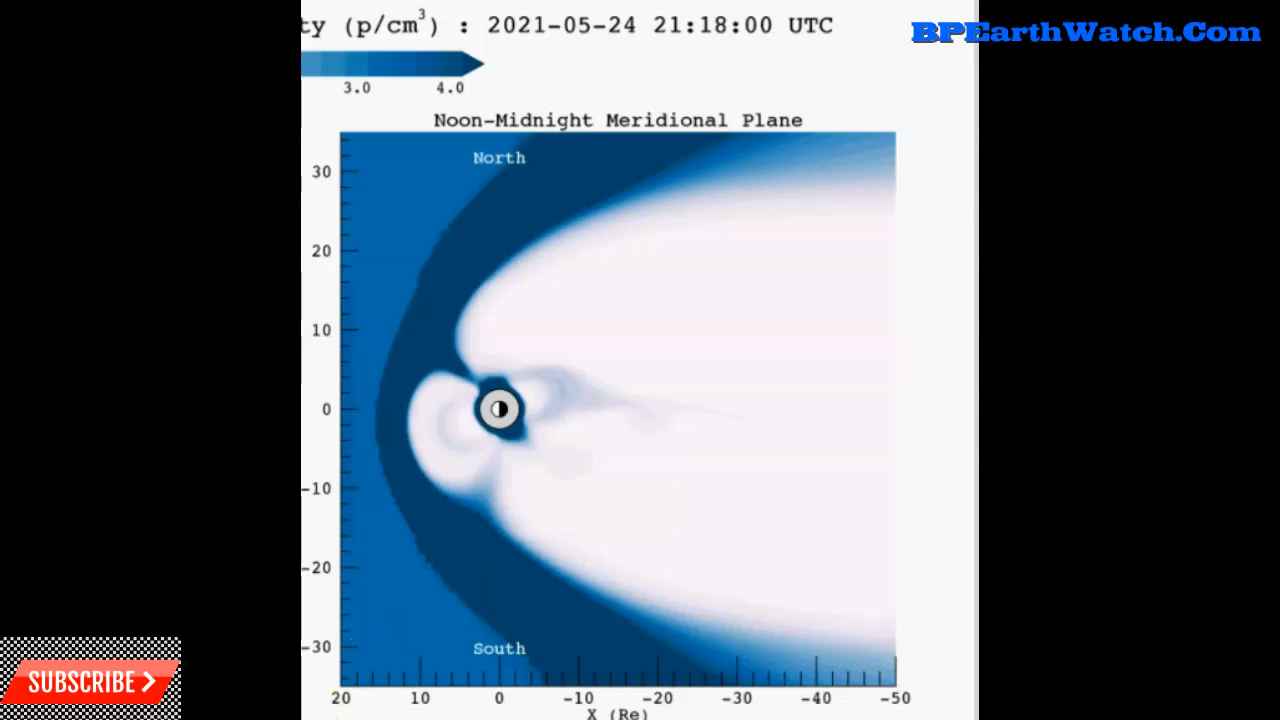 ty (p/cm³) : 2021-05-24 21:18:00 UTC
BPEarthWatch.Com
3.0 4.0
Noon-Midnight Meridional Plane
North
30
20
10
0
-10
-20
-30
South
20 10 0 -10 -20 -30 -40 -50
X (Re)
SUBSCRIBE